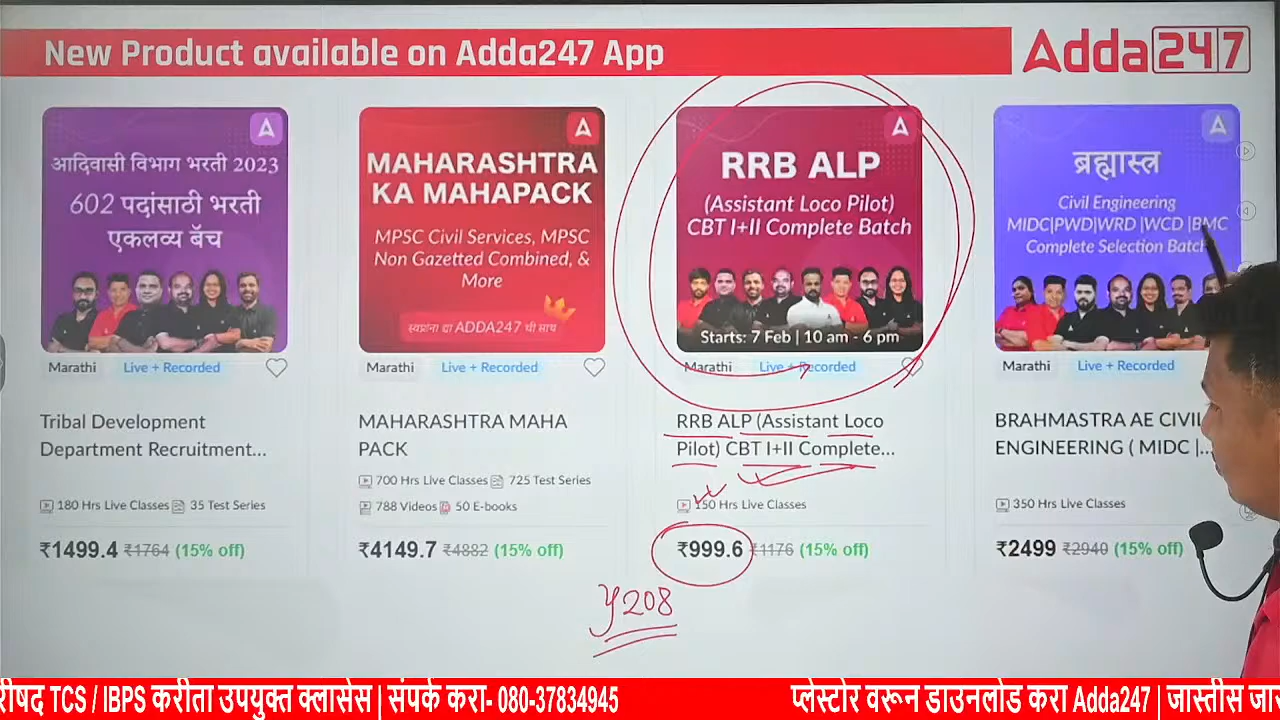 New Product available on Adda247 App
Adda247
आदिवासी विभाग भरती 2023
602 पदांसाठी भरती
एकलव्य बॅच
Marathi Live + Recorded
Tribal Development
Department Recruitment...
180 Hrs Live Classes 35 Test Series
₹1499.4 ₹1764 (15% off)
MAHARASHTRA
KA MAHAPACK
MPSC Civil Services, MPSC
Non Gazetted Combined, &
More
स्वप्नांना द्या ADDA247 ची साथ
Marathi Live + Recorded
MAHARASHTRA MAHA
PACK
700 Hrs Live Classes 725 Test Series
788 Videos 50 E-books
₹4149.7 ₹4882 (15% off)
RRB ALP
(Assistant Loco Pilot)
CBT I+II Complete Batch
Starts: 7 Feb | 10 am - 6 pm
Marathi Live + Recorded
RRB ALP (Assistant Loco
Pilot) CBT I+II Complete...
150 Hrs Live Classes
₹999.6 ₹1176 (15% off)
Y208
ब्रह्मास्त्र
Civil Engineering
MIDC|PWD|WRD |WCD |BMC
Complete Selection Batch
Marathi Live + Recorded
BRAHMASTRA AE CIVIL
ENGINEERING ( MIDC |...
350 Hrs Live Classes
₹2499 ₹2940 (15% off)
रीषद TCS / IBPS करीता उपयुक्त क्लासेस | संपर्क करा- 080-37834945 प्लेस्टोर वरून डाउनलोड करा Adda247 | जास्तीस